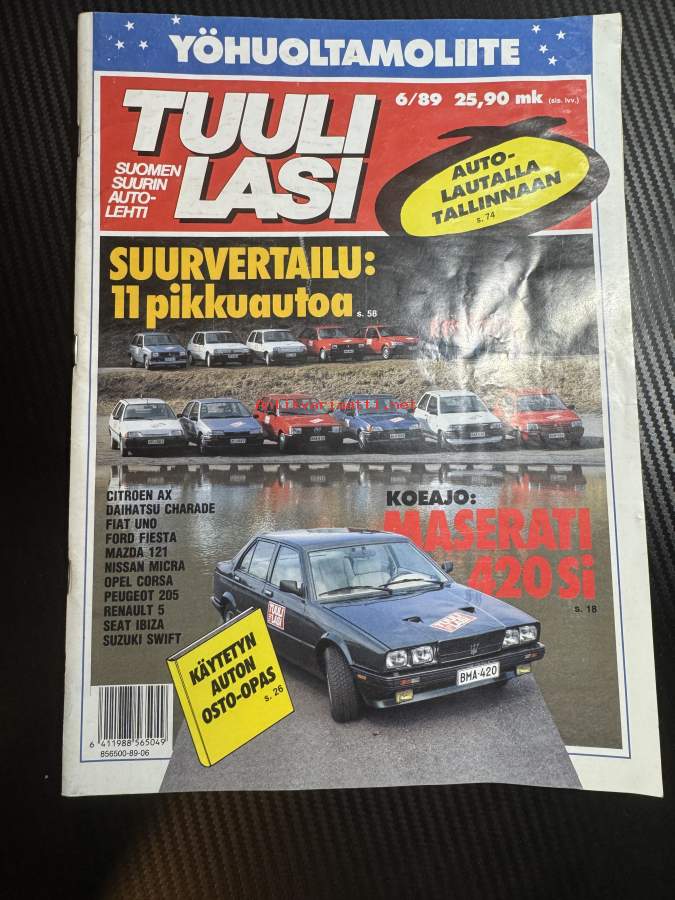 YÖHUOLTAMOLIITE
6/89 25,90 mk (sis. lvv.)
TUULI
LASI
SUOMEN
SUURIN
AUTO-
LEHTI
AUTO-
LAUTALLA
TALLINNAAN
s. 74
SUURVERTAILU:
11 pikkuautoa s. 58
CITROEN AX
DAIHATSU CHARADE
FIAT UNO
FORD FIESTA
MAZDA 121
NISSAN MICRA
OPEL CORSA
PEUGEOT 205
RENAULT 5
SEAT IBIZA
SUZUKI SWIFT
KOEAJO:
MASERATI
420 Si
s. 18
TUULI
LASI
BMA-420
KÄYTETYN
AUTON
OSTO-OPAS
s. 26
6 411988 565049
856500-89-06